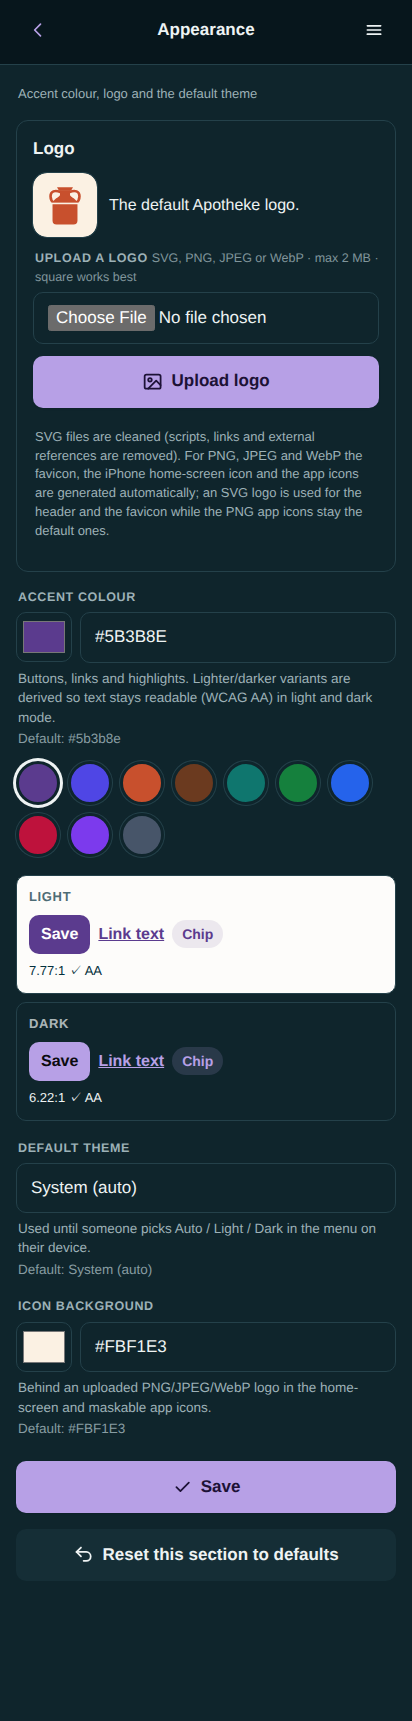 Appearance
Accent colour, logo and the default theme
Logo
The default Apotheke logo.
UPLOAD A LOGO SVG, PNG, JPEG or WebP · max 2 MB ·
square works best
Choose File No file chosen
Upload logo
SVG files are cleaned (scripts, links and external
references are removed). For PNG, JPEG and WebP the
favicon, the iPhone home-screen icon and the app icons
are generated automatically; an SVG logo is used for the
header and the favicon while the PNG app icons stay the
default ones.
ACCENT COLOUR
#5B3B8E
Buttons, links and highlights. Lighter/darker variants are
derived so text stays readable (WCAG AA) in light and dark
mode.
Default: #5b3b8e
LIGHT
Save Link text Chip
7.77:1 ✓ AA
DARK
Save Link text Chip
6.22:1 ✓ AA
DEFAULT THEME
System (auto)
Used until someone picks Auto / Light / Dark in the menu on
their device.
Default: System (auto)
ICON BACKGROUND
#FBF1E3
Behind an uploaded PNG/JPEG/WebP logo in the home-
screen and maskable app icons.
Default: #FBF1E3
Save
Reset this section to defaults